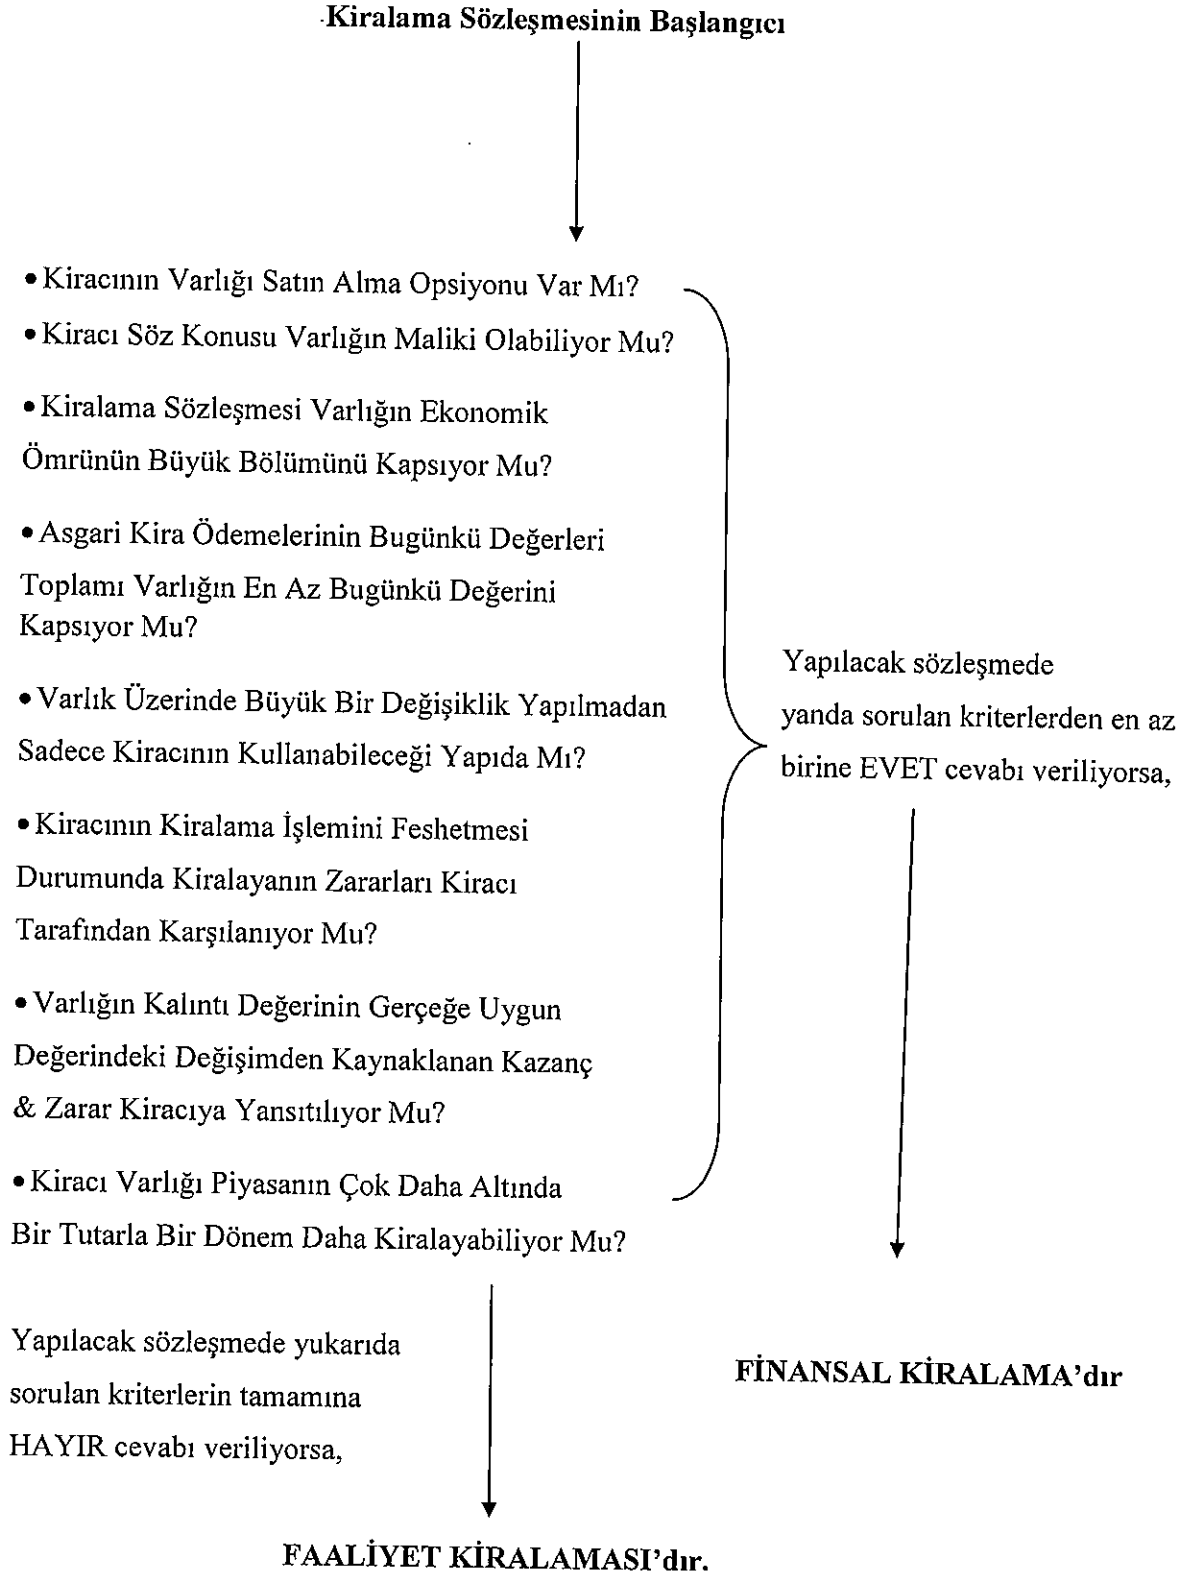 Kiralama Sözleşmesinin Başlangıcı
• Kiracının Varlığı Satın Alma Opsiyonu Var Mı?
• Kiracı Söz Konusu Varlığın Maliki Olabiliyor Mu?
• Kiralama Sözleşmesi Varlığın Ekonomik
Ömrünün Büyük Bölümünü Kapsıyor Mu?
• Asgari Kira Ödemelerinin Bugünkü Değerleri
Toplamı Varlığın En Az Bugünkü Değerini
Kapsıyor Mu?
• Varlık Üzerinde Büyük Bir Değişiklik Yapılmadan
Sadece Kiracının Kullanabileceği Yapıda Mı?
• Kiracının Kiralama İşlemini Feshetmesi
Durumunda Kiralayanın Zararları Kiracı
Tarafından Karşılanıyor Mu?
• Varlığın Kalıntı Değerinin Gerçeğe Uygun
Değerindeki Değişimden Kaynaklanan Kazanç
& Zarar Kiracıya Yansıtılıyor Mu?
• Kiracı Varlığı Piyasanın Çok Daha Altında
Bir Tutarla Bir Dönem Daha Kiralayabiliyor Mu?
Yapılacak sözleşmede
yanda sorulan kriterlerden en az
birine EVET cevabı veriliyorsa,
FİNANSAL KİRALAMA’dır
Yapılacak sözleşmede yukarıda
sorulan kriterlerin tamamına
HAYIR cevabı veriliyorsa,
FAALİYET KİRALAMASI’dır.